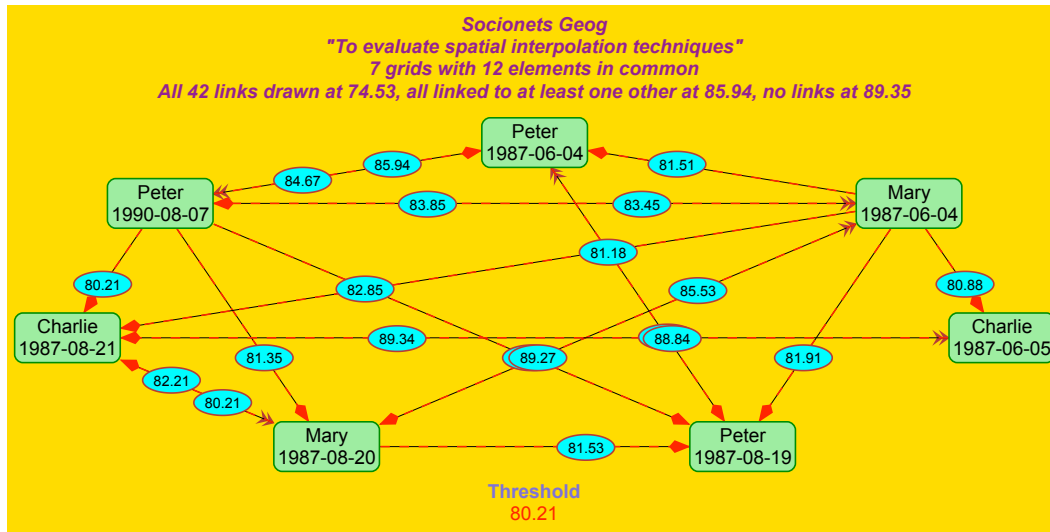 Socionets Geog
"To evaluate spatial interpolation techniques"
7 grids with 12 elements in common
All 42 links drawn at 74.53, all linked to at least one other at 85.94, no links at 89.35
Peter
1987-06-04
85.94
84.67
81.51
Peter
1990-08-07
83.85
83.45
Mary
1987-06-04
81.18
80.21
82.85
85.53
80.88
Charlie
1987-08-21
89.34
88.84
Charlie
1987-06-05
81.35
89.27
81.91
82.21
80.21
Mary
1987-08-20
81.53
Peter
1987-08-19
Threshold
80.21